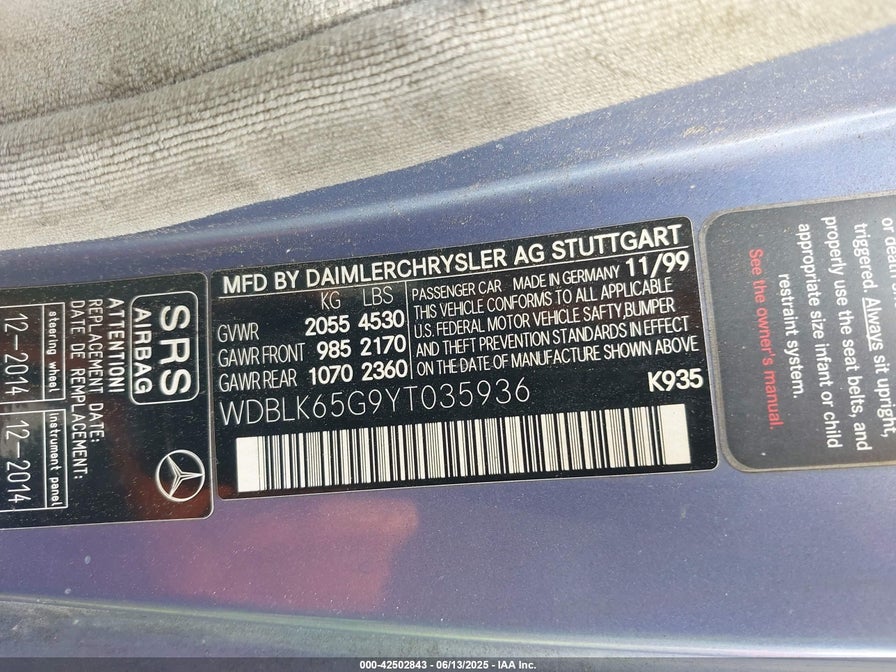 MFD BY DAIMLERCHRYSLER AG STUTTGART
KG LBS
GVWR 2055 4530
GAWR FRONT 985 2170
GAWR REAR 1070 2360
PASSENGER CAR MADE IN GERMANY 11/99
THIS VEHICLE CONFORMS TO ALL APPLICABLE
U.S. FEDERAL MOTOR VEHICLE SAFTY,BUMPER
AND THEFT PREVENTION STANDARDS IN EFFECT
ON THE DATE OF MANUFACTURE SHOWN ABOVE
WDBLK65G9YT035936
K935
SRS
AIRBAG
ATTENTION!
REPLACEMENT DATE:
DATE DE REMPLACEMENT:
steering wheel
12-2014
instrument panel
12-2014
triggered. Always sit upright,
properly use the seat belts, and
appropriate size infant or child
restraint system.
See the owner's manual.
000-42502843 - 06/13/2025 - IAA Inc.